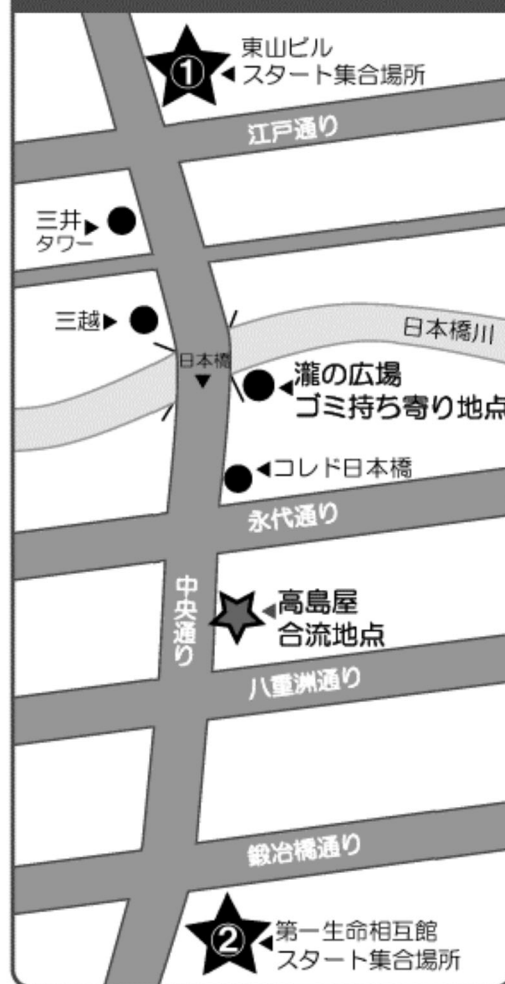 ①
東山ビル
◀スタート集合場所
江戸通り
三井▶
タワー
三越▶
日本橋川
日本橋
▼
瀧の広場
◀ゴミ持ち寄り地点
◀コレド日本橋
永代通り
中央通り
◀高島屋
合流地点
八重洲通り
鍛冶橋通り
②
◀第一生命相互館
スタート集合場所